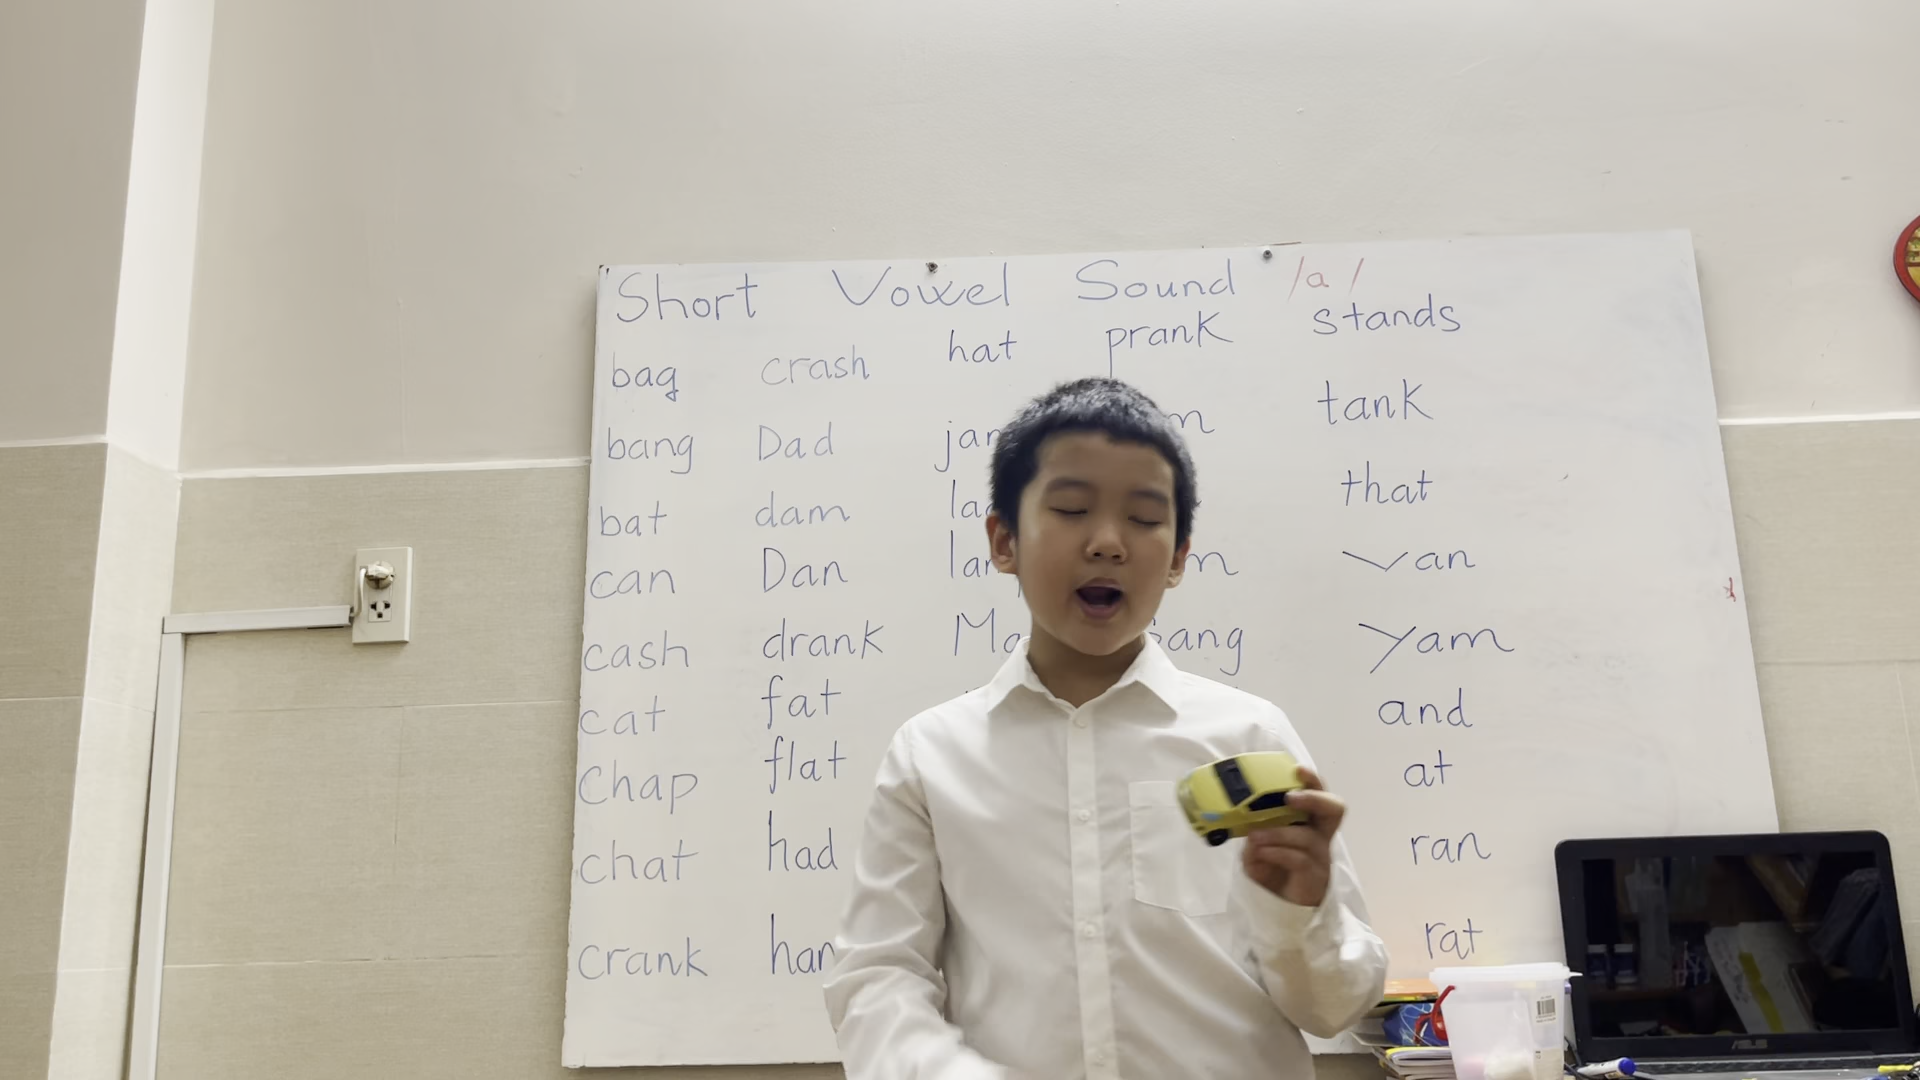 Short Vowel Sound /a/
bag crash hat prank stands
bang Dad tank
bat dam that
can Dan van
cash drank yam
cat fat and
Chap flat at
chat had ran
crank rat
ASUS